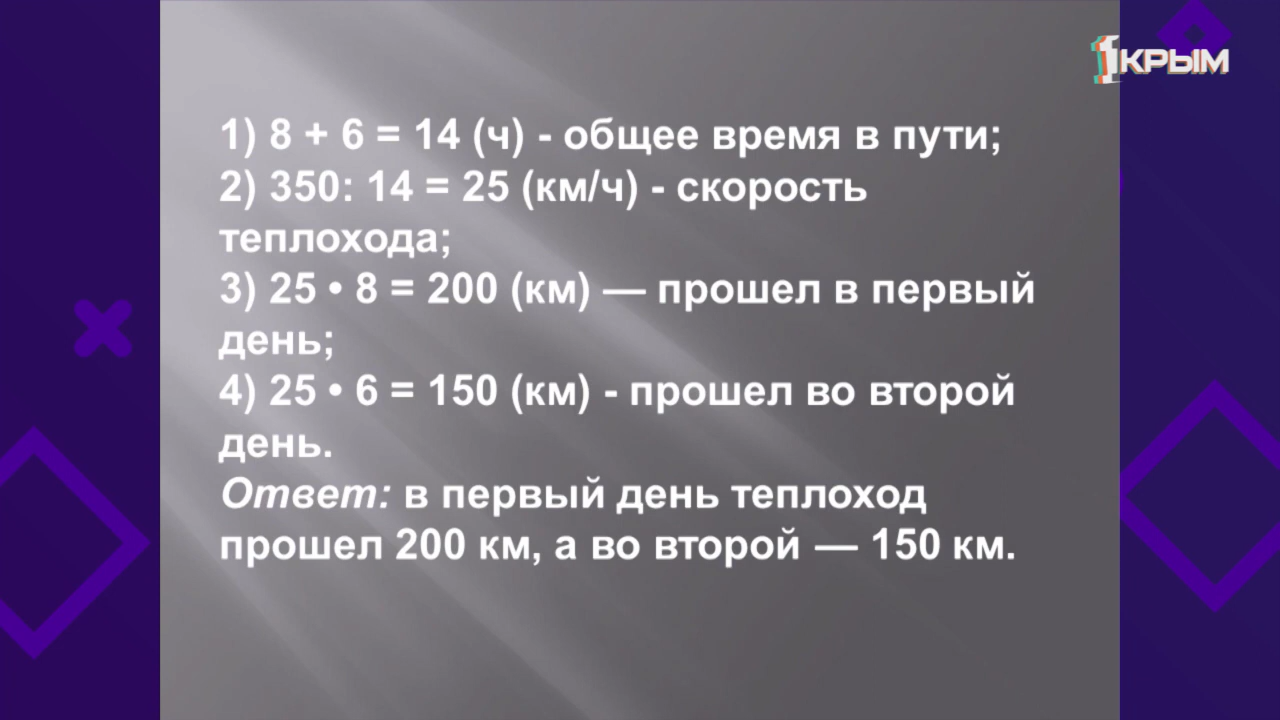 1КРЫМ
1) 8 + 6 = 14 (ч) - общее время в пути;
2) 350: 14 = 25 (км/ч) - скорость
теплохода;
3) 25 • 8 = 200 (км) — прошел в первый
день;
4) 25 • 6 = 150 (км) - прошел во второй
день.
Ответ: в первый день теплоход
прошел 200 км, а во второй — 150 км.